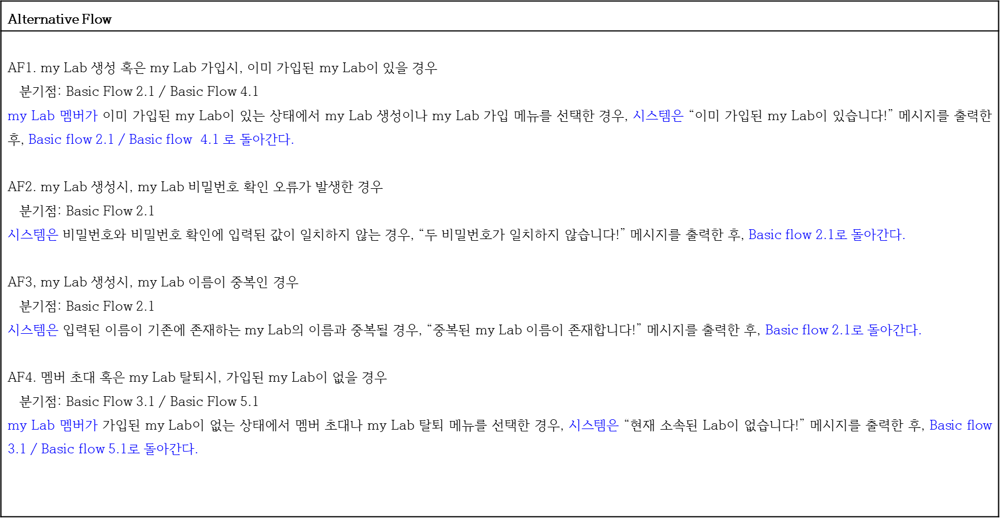 Alternative Flow
AF1. my Lab 생성 혹은 my Lab 가입시, 이미 가입된 my Lab이 있을 경우
분기점: Basic Flow 2.1 / Basic Flow 4.1
my Lab 멤버가 이미 가입된 my Lab이 있는 상태에서 my Lab 생성이나 my Lab 가입 메뉴를 선택한 경우, 시스템은 “이미 가입된 my Lab이 있습니다!” 메시지를 출력한
후, Basic flow 2.1 / Basic flow 4.1 로 돌아간다.
AF2. my Lab 생성시, my Lab 비밀번호 확인 오류가 발생한 경우
분기점: Basic Flow 2.1
시스템은 비밀번호와 비밀번호 확인에 입력된 값이 일치하지 않는 경우, “두 비밀번호가 일치하지 않습니다!” 메시지를 출력한 후, Basic flow 2.1로 돌아간다.
AF3, my Lab 생성시, my Lab 이름이 중복인 경우
분기점: Basic Flow 2.1
시스템은 입력된 이름이 기존에 존재하는 my Lab의 이름과 중복될 경우, “중복된 my Lab 이름이 존재합니다!” 메시지를 출력한 후, Basic flow 2.1로 돌아간다.
AF4. 멤버 초대 혹은 my Lab 탈퇴시, 가입된 my Lab이 없을 경우
분기점: Basic Flow 3.1 / Basic Flow 5.1
my Lab 멤버가 가입된 my Lab이 없는 상태에서 멤버 초대나 my Lab 탈퇴 메뉴를 선택한 경우, 시스템은 “현재 소속된 Lab이 없습니다!” 메시지를 출력한 후, Basic flow
3.1 / Basic flow 5.1로 돌아간다.